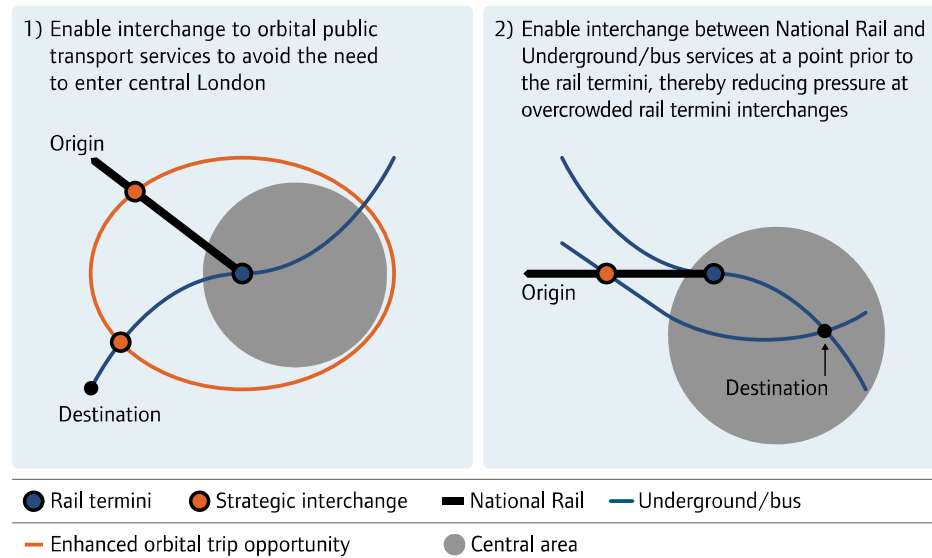 1) Enable interchange to orbital public
transport services to avoid the need
to enter central London
Origin
Destination
2) Enable interchange between National Rail and
Underground/bus services at a point prior to
the rail termini, thereby reducing pressure at
overcrowded rail termini interchanges
Origin
Destination
Rail termini Strategic interchange National Rail Underground/bus
Enhanced orbital trip opportunity Central area